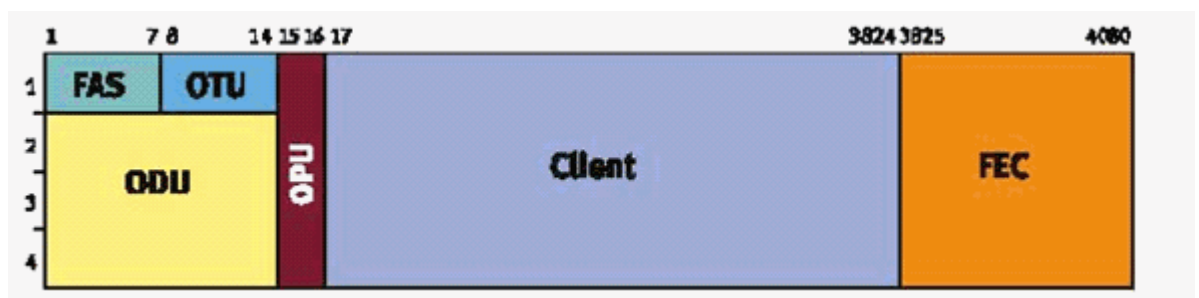 1 7 8 14 15 16 17 3824 3825 4080
1 FAS OTU
2
ODU OPU Client FEC
3
4